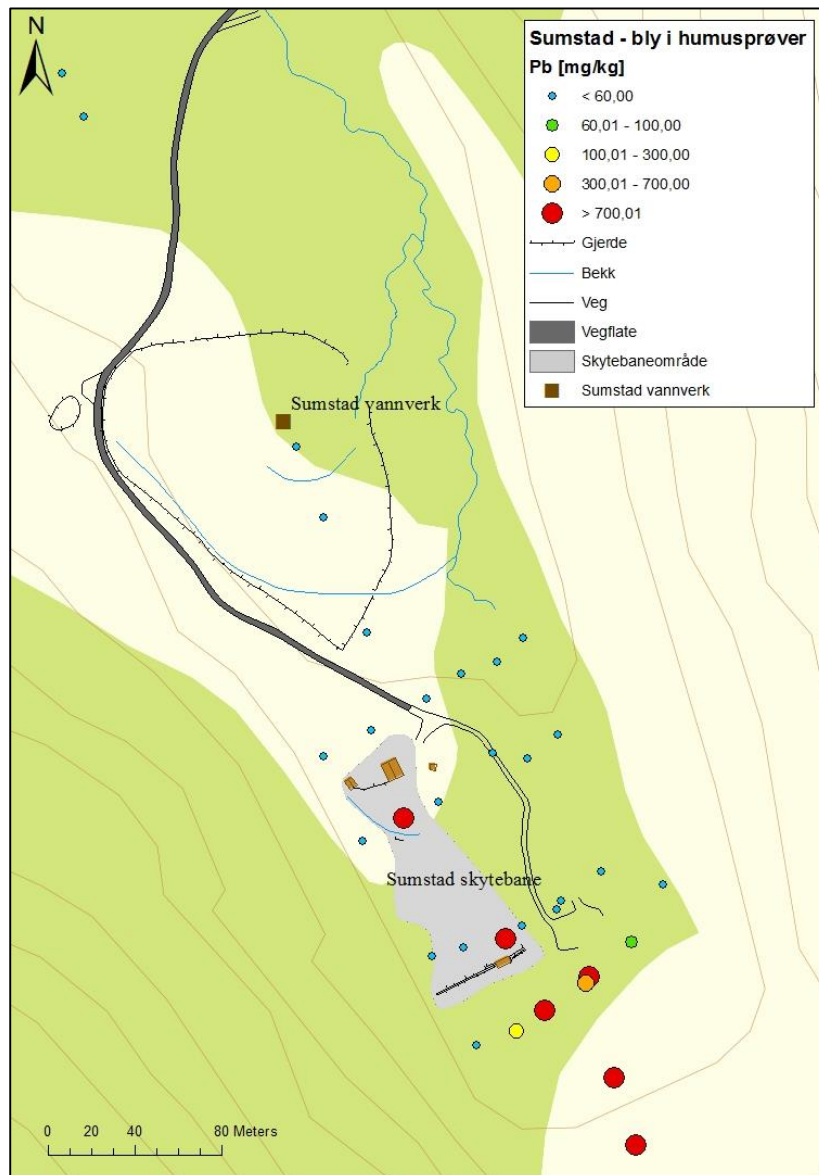 N
Sumstad - bly i humusprøver
Pb [mg/kg]
< 60,00
60,01 - 100,00
100,01 - 300,00
300,01 - 700,00
> 700,01
Gjerde
Bekk
Veg
Vegflate
Skytebaneområde
Sumstad vannverk
Sumstad vannverk
Sumstad skytebane
0 20 40 80 Meters